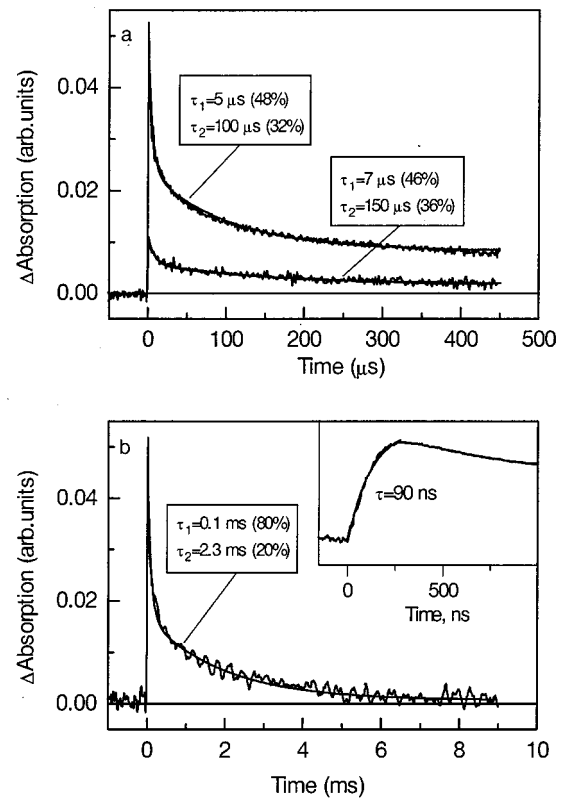 a
ΔAbsorption (arb.units)
0.04
0.02
0.00
τ1=5 μs (48%)
τ2=100 μs (32%)
τ1=7 μs (46%)
τ2=150 μs (36%)
0 100 200 300 400 500
Time (μs)
b
ΔAbsorption (arb.units)
0.04
0.02
0.00
τ1=0.1 ms (80%)
τ2=2.3 ms (20%)
τ=90 ns
0 500
Time, ns
0 2 4 6 8 10
Time (ms)